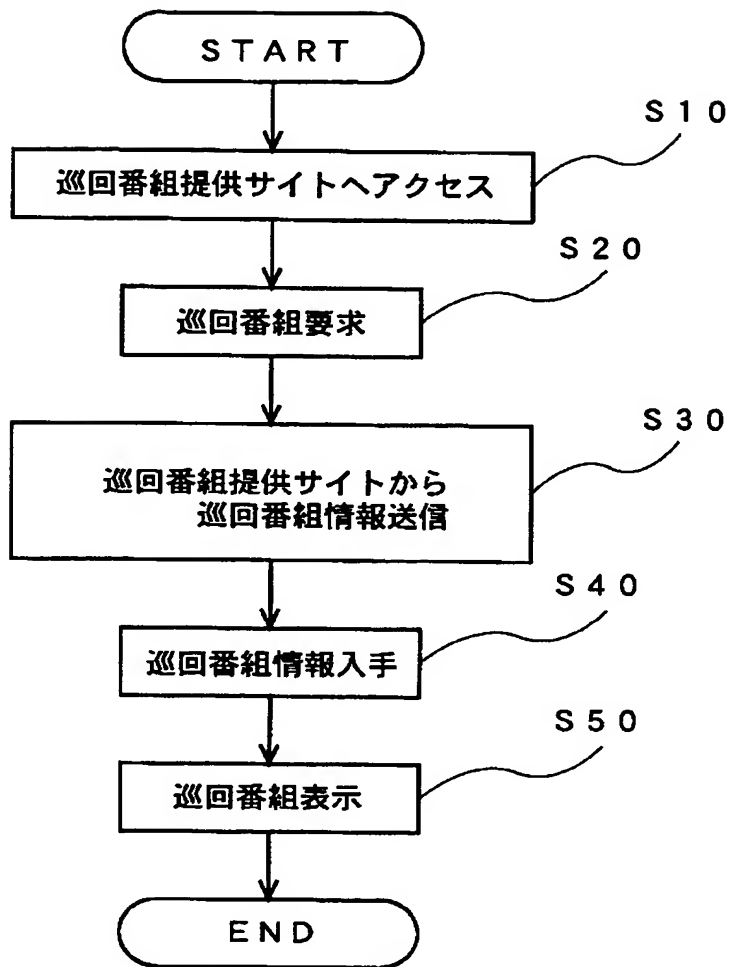 START
S10
巡回番組提供サイトへアクセス
S20
巡回番組要求
S30
巡回番組提供サイトから
巡回番組情報送信
S40
巡回番組情報入手
S50
巡回番組表示
END